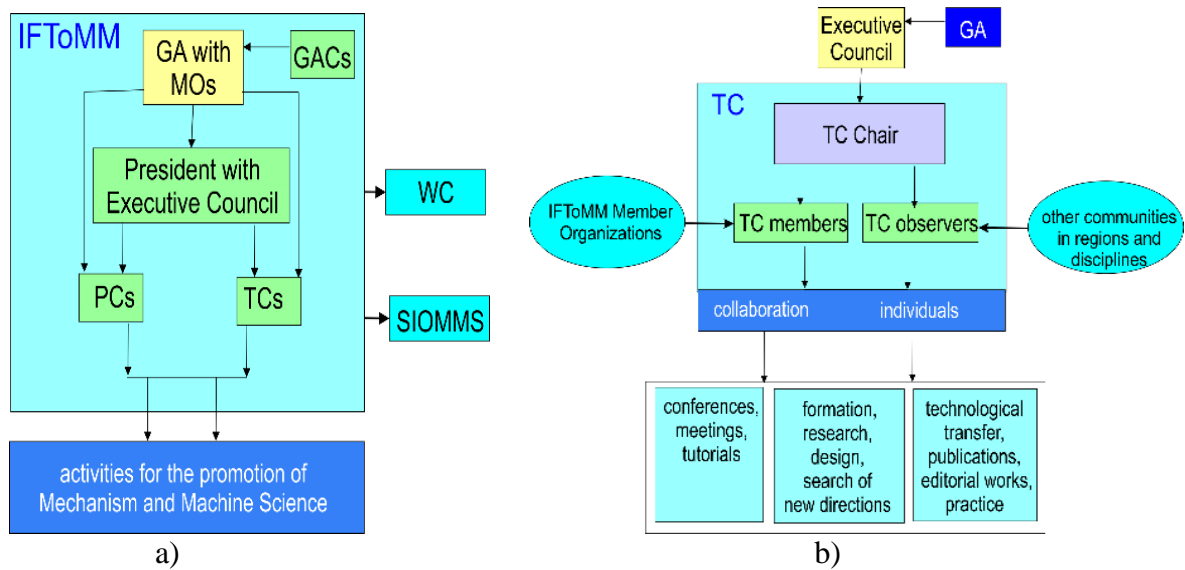 IFToMM
GA with
MOs
GACs
President with
Executive Council
PCs
TCs
WC
SIOMMS
activities for the promotion of
Mechanism and Machine Science
a)
Executive
Council
GA
TC
TC Chair
IFToMM Member
Organizations
TC members
TC observers
other communities
in regions and
disciplines
collaboration
individuals
conferences,
meetings,
tutorials
formation,
research,
design,
search of
new directions
technological
transfer,
publications,
editorial works,
practice
b)